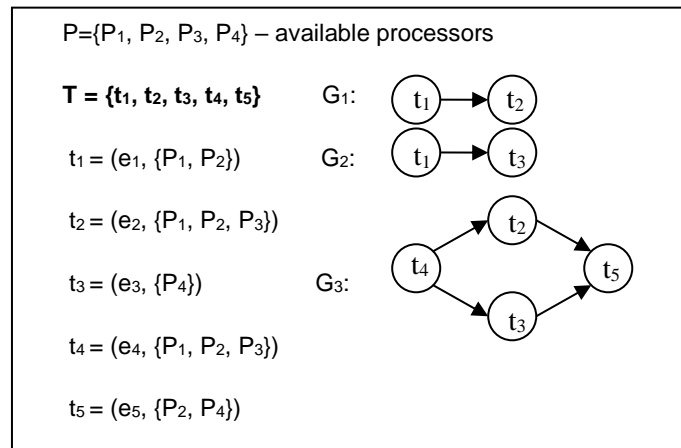 P={P₁, P₂, P₃, P₄} – available processors
T = {t₁, t₂, t₃, t₄, t₅} G₁: t₁ t₂
t₁ = (e₁, {P₁, P₂}) G₂: t₁ t₃
t₂ = (e₂, {P₁, P₂, P₃}) t₂
t₃ = (e₃, {P₄}) G₃: t₄ t₅
t₃
t₄ = (e₄, {P₁, P₂, P₃})
t₅ = (e₅, {P₂, P₄})